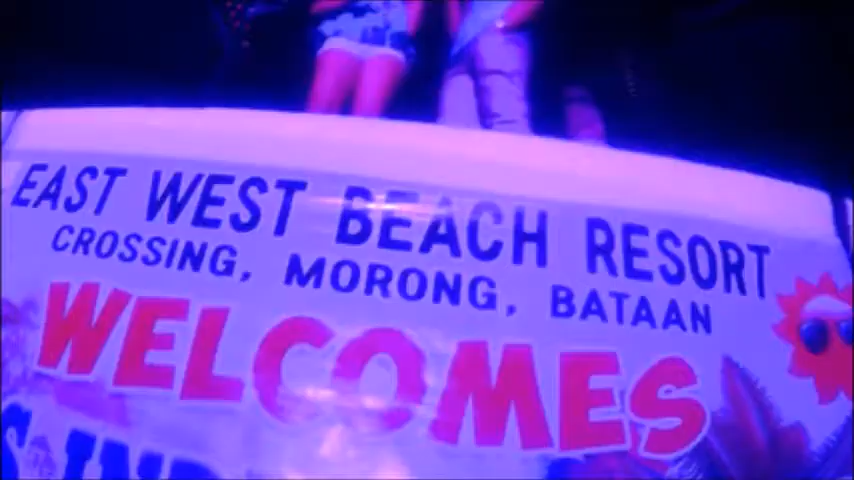 EAST WEST BEACH RESORT
CROSSING, MORONG, BATAAN
WELCOMES